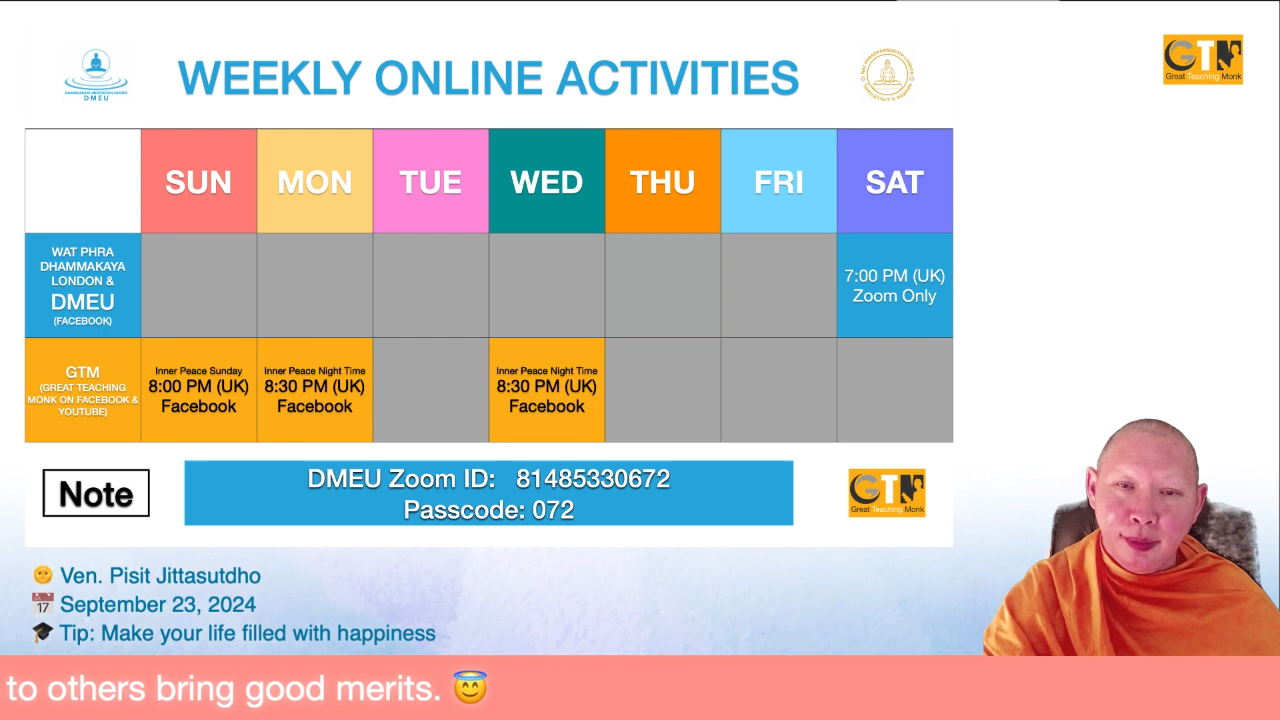 WEEKLY ONLINE ACTIVITIES
DMEU
GTM
Great Teaching Monk
SUN MON TUE WED THU FRI SAT
WAT PHRA
DHAMMAKAYA
LONDON &
DMEU
(FACEBOOK)
7:00 PM (UK)
Zoom Only
GTM
(GREAT TEACHING
MONK ON FACEBOOK &
YOUTUBE)
Inner Peace Sunday
8:00 PM (UK)
Facebook
Inner Peace Night Time
8:30 PM (UK)
Facebook
Inner Peace Night Time
8:30 PM (UK)
Facebook
Note
DMEU Zoom ID: 81485330672
Passcode: 072
GTM
Great Teaching Monk
🌝 Ven. Pisit Jittasutdho
📅 September 23, 2024
🎓 Tip: Make your life filled with happiness
to others bring good merits. 😇